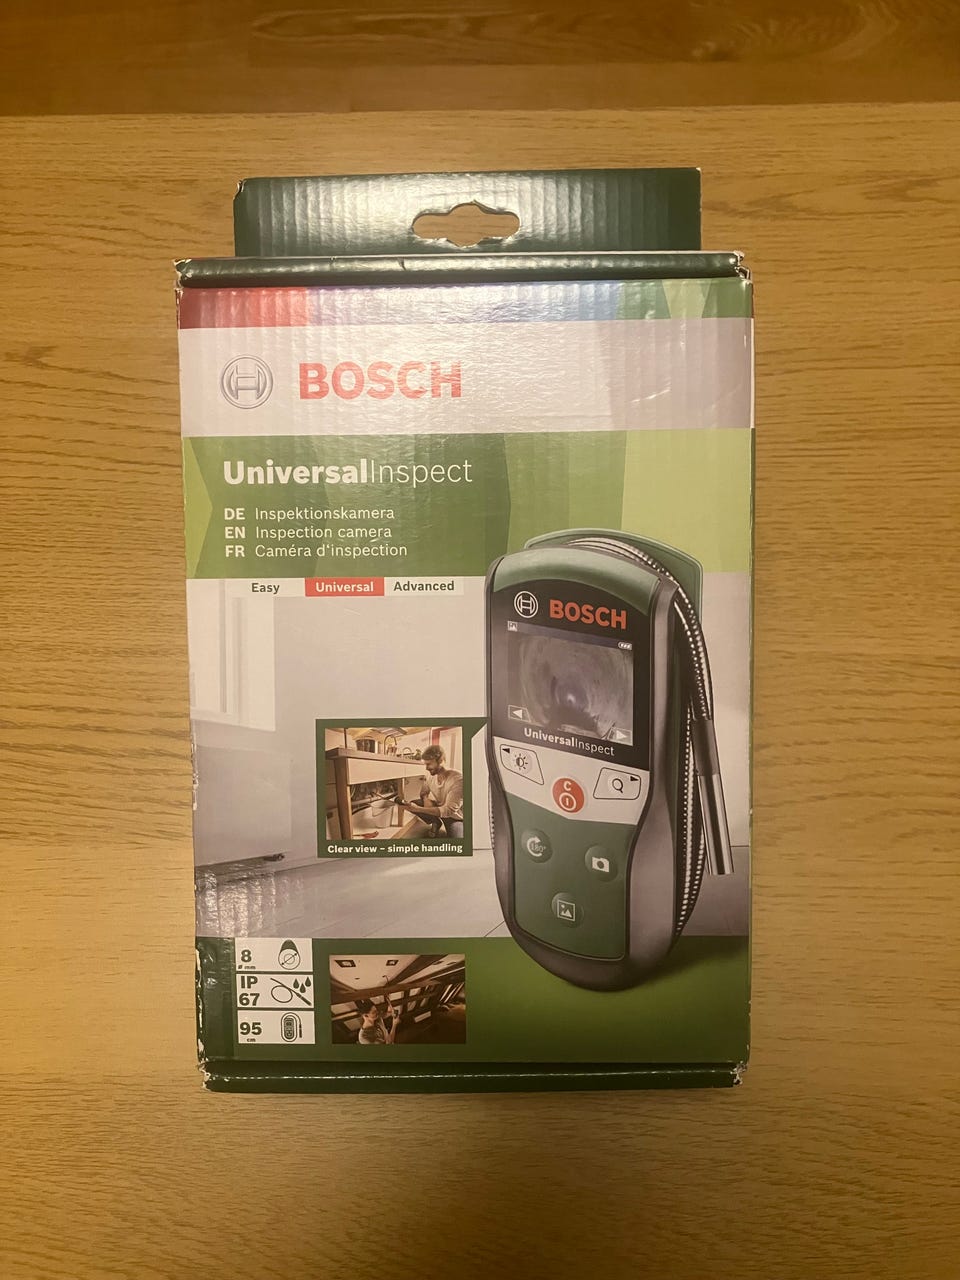 BOSCH
UniversalInspect
DE Inspektionskamera
EN Inspection camera
FR Caméra d'inspection
Easy Universal Advanced
BOSCH
UniversalInspect
C
180°
Clear view – simple handling
8
Ø mm
IP
67
95
cm